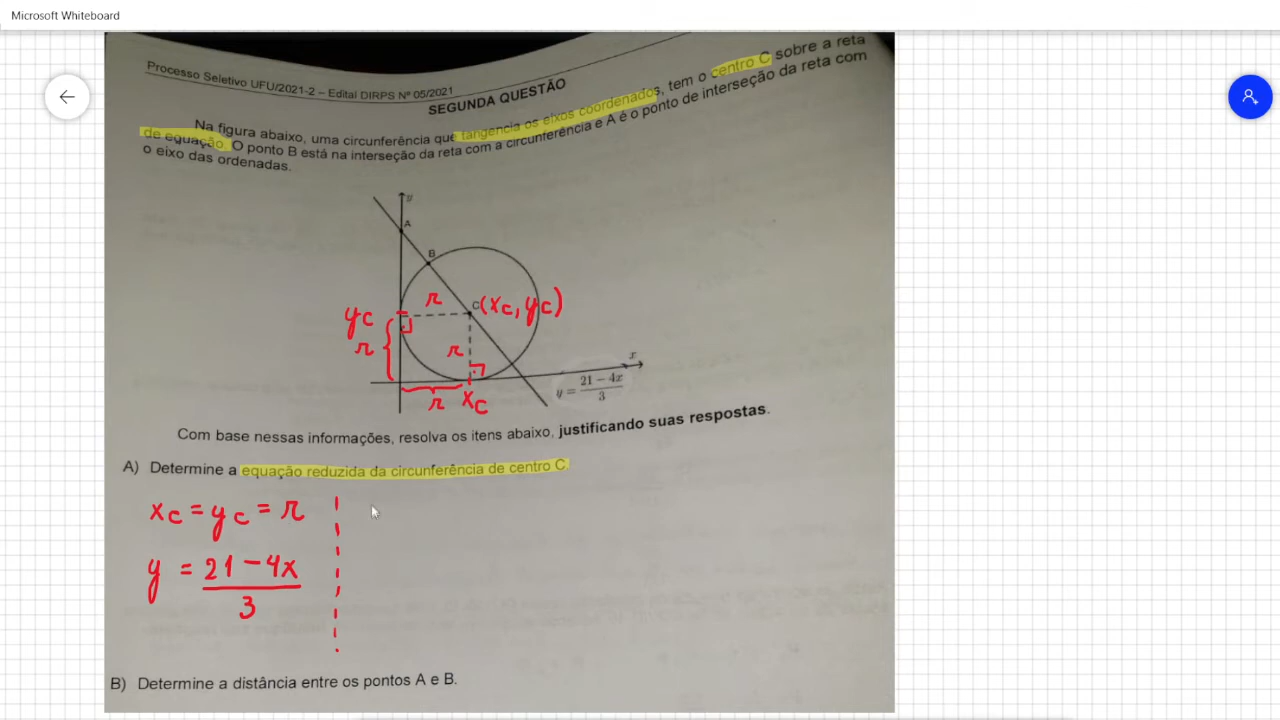 Microsoft Whiteboard
Processo Seletivo UFU/2021-2 – Edital DIRPS Nº 05/2021
SEGUNDA QUESTÃO
Na figura abaixo, uma circunferência que tangencia os eixos coordenados, tem o centro C sobre a reta
de equação. O ponto B está na interseção da reta com a circunferência e A é o ponto de interseção da reta com
o eixo das ordenadas.
y
A
B
C(xc, yc)
r
yc
r
r
x
y = 21 – 4x / 3
r xc
Com base nessas informações, resolva os itens abaixo, justificando suas respostas.
A) Determine a equação reduzida da circunferência de centro C.
xc = yc = r
y = 21 – 4x / 3
B) Determine a distância entre os pontos A e B.